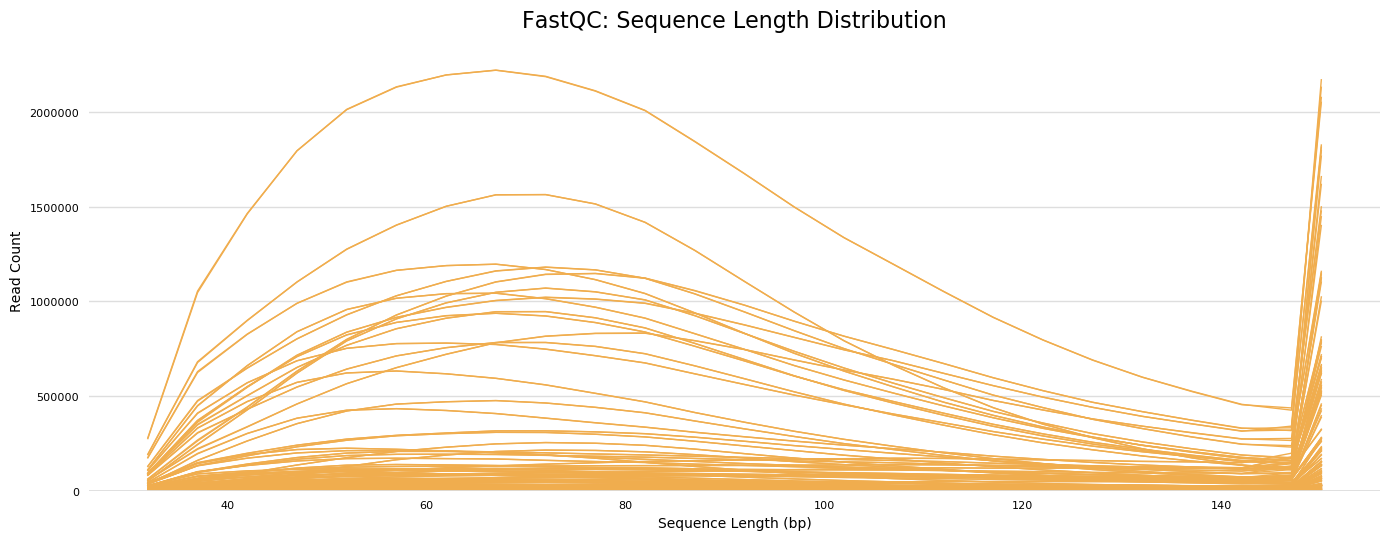 FastQC: Sequence Length Distribution
Read Count
2000000
1500000
1000000
500000
0
40 60 80 100 120 140
Sequence Length (bp)